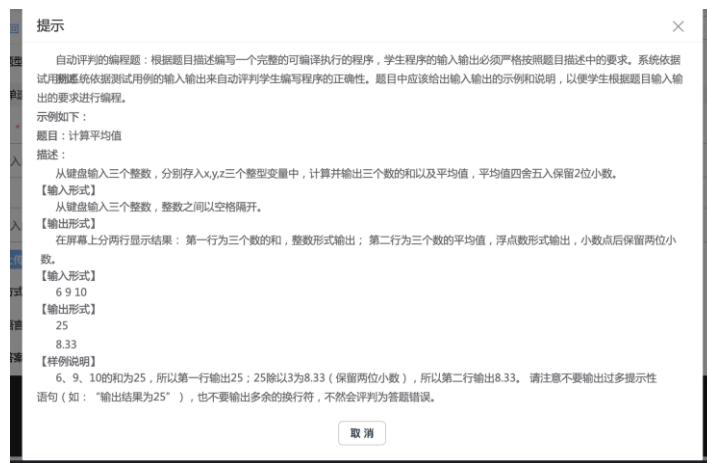 提示
自动评判的编程题：根据题目描述编写一个完整的可编译执行的程序，学生程序的输入输出必须严格按照题目描述中的要求。系统依据
试用系统依据测试用例的输入输出来自动评判学生编写程序的正确性。题目中应该给出输入输出的示例和说明，以便学生根据题目输入输
出的要求进行编程。
示例如下：
题目：计算平均值
描述：
从键盘输入三个整数，分别存入x,y,z三个整型变量中，计算并输出三个数的和以及平均值，平均值四舍五入保留2位小数。
【输入形式】
从键盘输入三个整数，整数之间以空格隔开。
【输出形式】
在屏幕上分两行显示结果： 第一行为三个数的和，整数形式输出； 第二行为三个数的平均值，浮点数形式输出，小数点后保留两位小
数。
【输入形式】
6 9 10
【输出形式】
25
8.33
【样例说明】
6、9、10的和为25，所以第一行输出25；25除以3为8.33（保留两位小数），所以第二行输出8.33。 请注意不要输出过多提示性
语句（如：“输出结果为25”），也不要输出多余的换行符，不然会评判为答题错误。
取 消